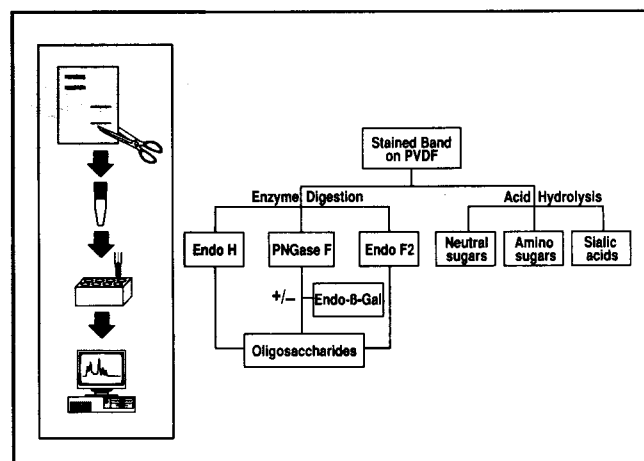 Stained Band
on PVDF
Enzyme Digestion
Acid Hydrolysis
Endo H
PNGase F
Endo F2
Neutral
sugars
Amino
sugars
Sialic
acids
+/–
Endo-ß-Gal
Oligosaccharides